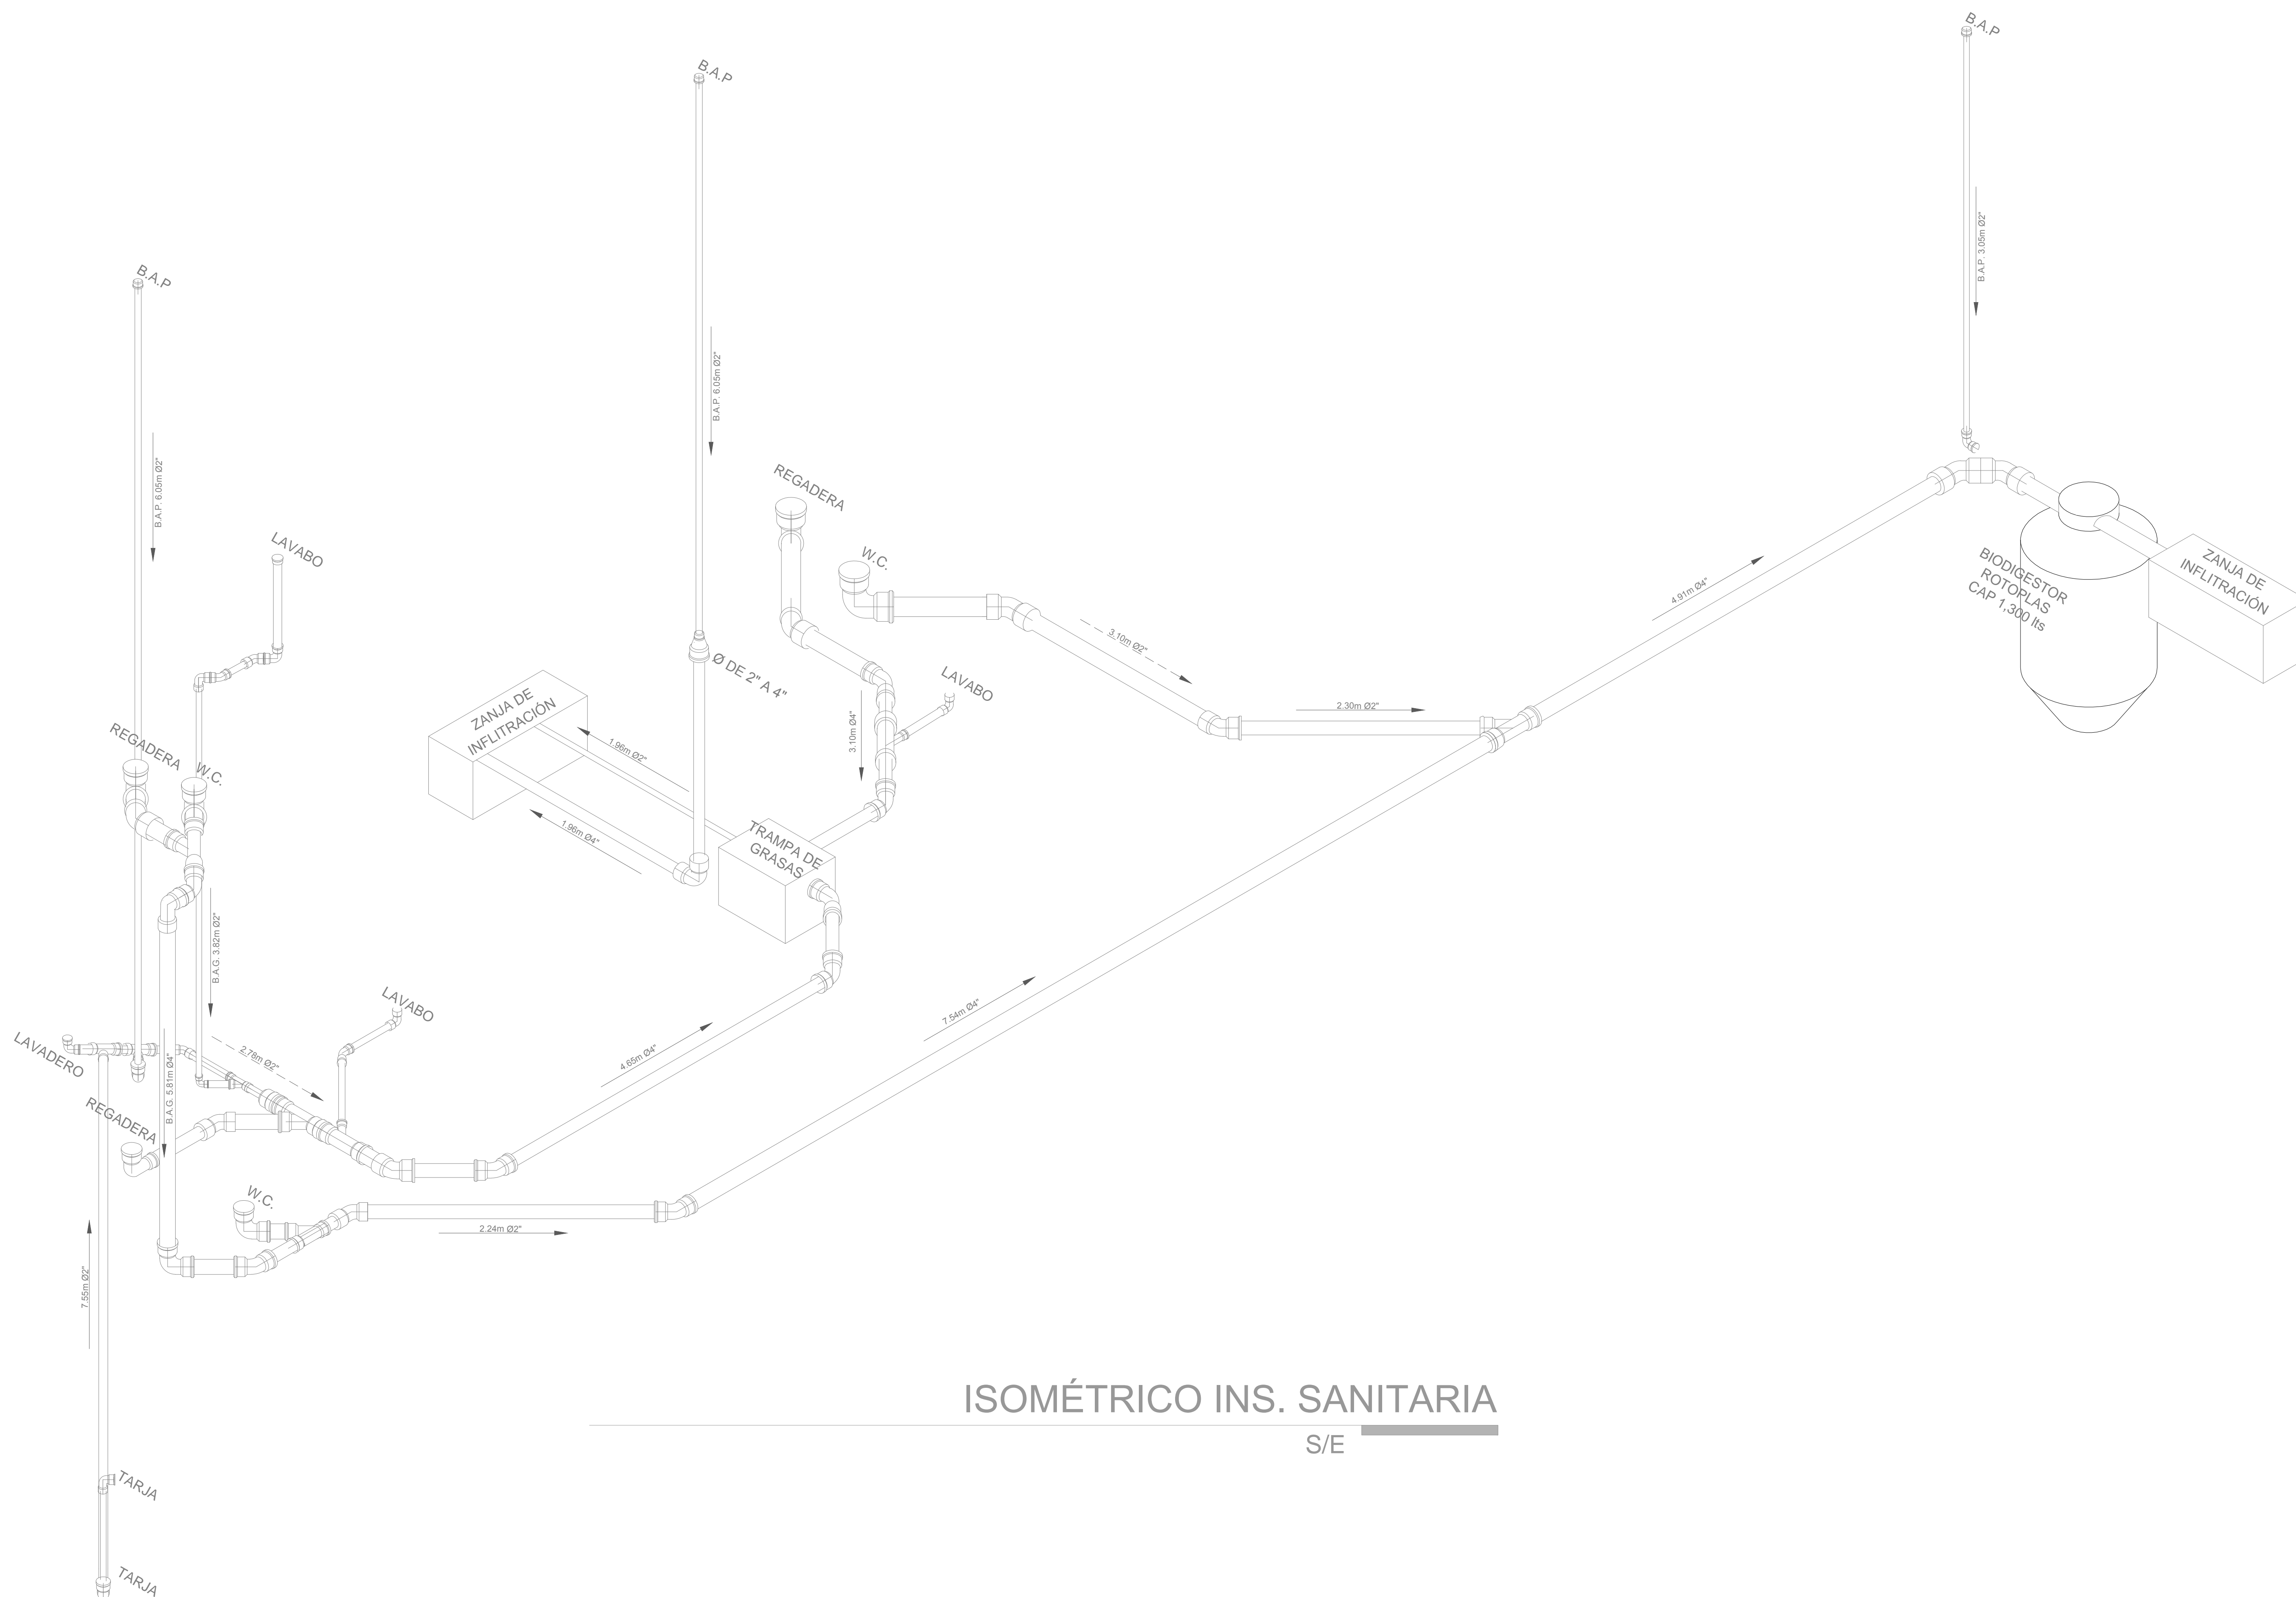 B.A.P
B.A.P
B.A.P
B.A.P. 3.05m Ø2"
B.A.P. 6.05m Ø2"
B.A.P. 6.05m Ø2"
REGADERA
W.C.
LAVABO
4.91m Ø4"
BIODIGESTOR
ROTOPLAS
CAP 1,300 lts
ZANJA DE
INFLITRACIÓN
3.10m Ø2"
Ø DE 2" A 4"
LAVABO
2.30m Ø2"
ZANJA DE
INFLITRACIÓN
1.96m Ø2"
3.10m Ø4"
REGADERA
W.C.
1.96m Ø4"
TRAMPA DE
GRASAS
B.A.G. 3.82m Ø2"
LAVABO
7.54m Ø4"
LAVADERO
2.78m Ø2"
4.65m Ø4"
B.A.G. 5.81m Ø4"
REGADERA
W.C.
2.24m Ø2"
7.55m Ø2"
ISOMÉTRICO INS. SANITARIA
S/E
TARJA
TARJA